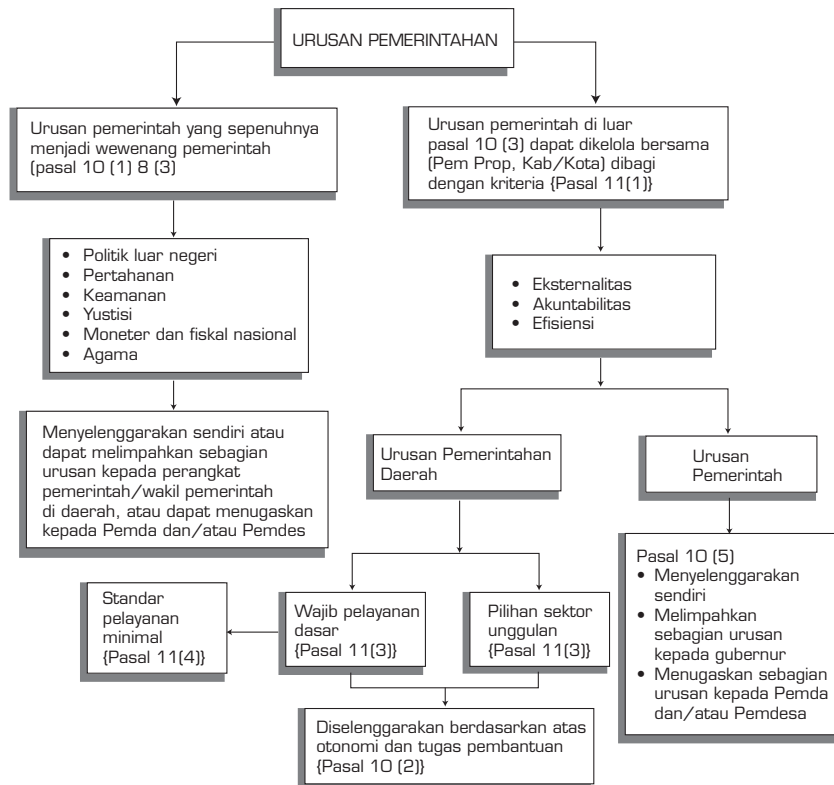 URUSAN PEMERINTAHAN
Urusan pemerintah yang sepenuhnya
menjadi wewenang pemerintah
(pasal 10 (1) 8 (3)
Urusan pemerintah di luar
pasal 10 (3) dapat dikelola bersama
(Pem Prop, Kab/Kota) dibagi
dengan kriteria {Pasal 11(1)}
• Politik luar negeri
• Pertahanan
• Keamanan
• Yustisi
• Moneter dan fiskal nasional
• Agama
• Eksternalitas
• Akuntabilitas
• Efisiensi
Menyelenggarakan sendiri atau
dapat melimpahkan sebagian
urusan kepada perangkat
pemerintah/wakil pemerintah
di daerah, atau dapat menugaskan
kepada Pemda dan/atau Pemdes
Urusan Pemerintahan
Daerah
Urusan
Pemerintah
Standar
pelayanan
minimal
{Pasal 11(4)}
Wajib pelayanan
dasar
{Pasal 11(3)}
Pilihan sektor
unggulan
{Pasal 11(3)}
Pasal 10 (5)
• Menyelenggarakan
sendiri
• Melimpahkan
sebagian urusan
kepada gubernur
• Menugaskan sebagian
urusan kepada Pemda
dan/atau Pemdesa
Diselenggarakan berdasarkan atas
otonomi dan tugas pembantuan
{Pasal 10 (2)}